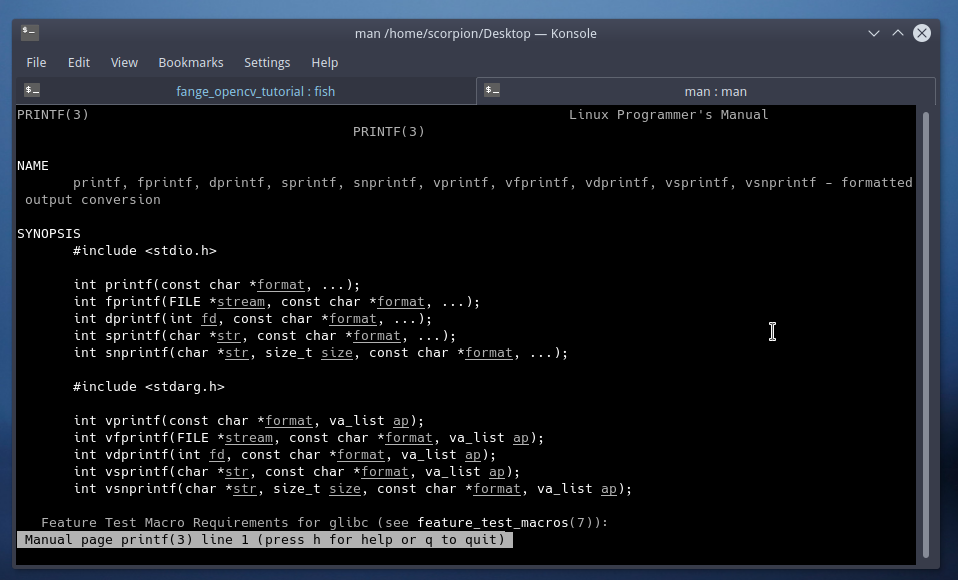 man /home/scorpion/Desktop — Konsole
File Edit View Bookmarks Settings Help
fange_opencv_tutorial : fish man : man
PRINTF(3) Linux Programmer's Manual
PRINTF(3)
NAME
printf, fprintf, dprintf, sprintf, snprintf, vprintf, vfprintf, vdprintf, vsprintf, vsnprintf - formatted
output conversion
SYNOPSIS
#include <stdio.h>
int printf(const char *format, ...);
int fprintf(FILE *stream, const char *format, ...);
int dprintf(int fd, const char *format, ...);
int sprintf(char *str, const char *format, ...);
int snprintf(char *str, size_t size, const char *format, ...);
#include <stdarg.h>
int vprintf(const char *format, va_list ap);
int vfprintf(FILE *stream, const char *format, va_list ap);
int vdprintf(int fd, const char *format, va_list ap);
int vsprintf(char *str, const char *format, va_list ap);
int vsnprintf(char *str, size_t size, const char *format, va_list ap);
Feature Test Macro Requirements for glibc (see feature_test_macros(7)):
Manual page printf(3) line 1 (press h for help or q to quit)